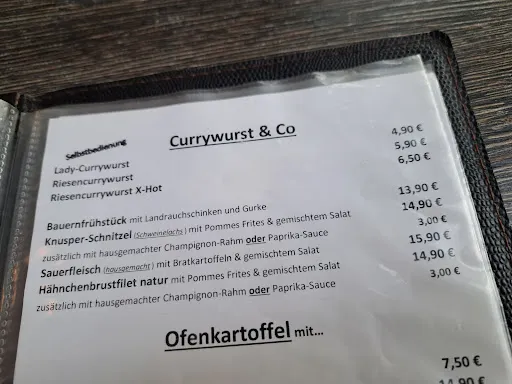 Currywurst & Co
Selbstbedienung
Lady-Currywurst 4,90 €
Riesencurrywurst 5,90 €
Riesencurrywurst X-Hot 6,50 €
Bauernfrühstück mit Landrauchschinken und Gurke 13,90 €
Knusper-Schnitzel (Schweinelachs) mit Pommes Frites & gemischtem Salat 14,90 €
zusätzlich mit hausgemachter Champignon-Rahm oder Paprika-Sauce 3,00 €
Sauerfleisch (hausgemacht) mit Bratkartoffeln & gemischtem Salat 15,90 €
Hähnchenbrustfilet natur mit Pommes Frites & gemischtem Salat 14,90 €
zusätzlich mit hausgemachter Champignon-Rahm oder Paprika-Sauce 3,00 €
Ofenkartoffel mit...
7,50 €
14,90 €